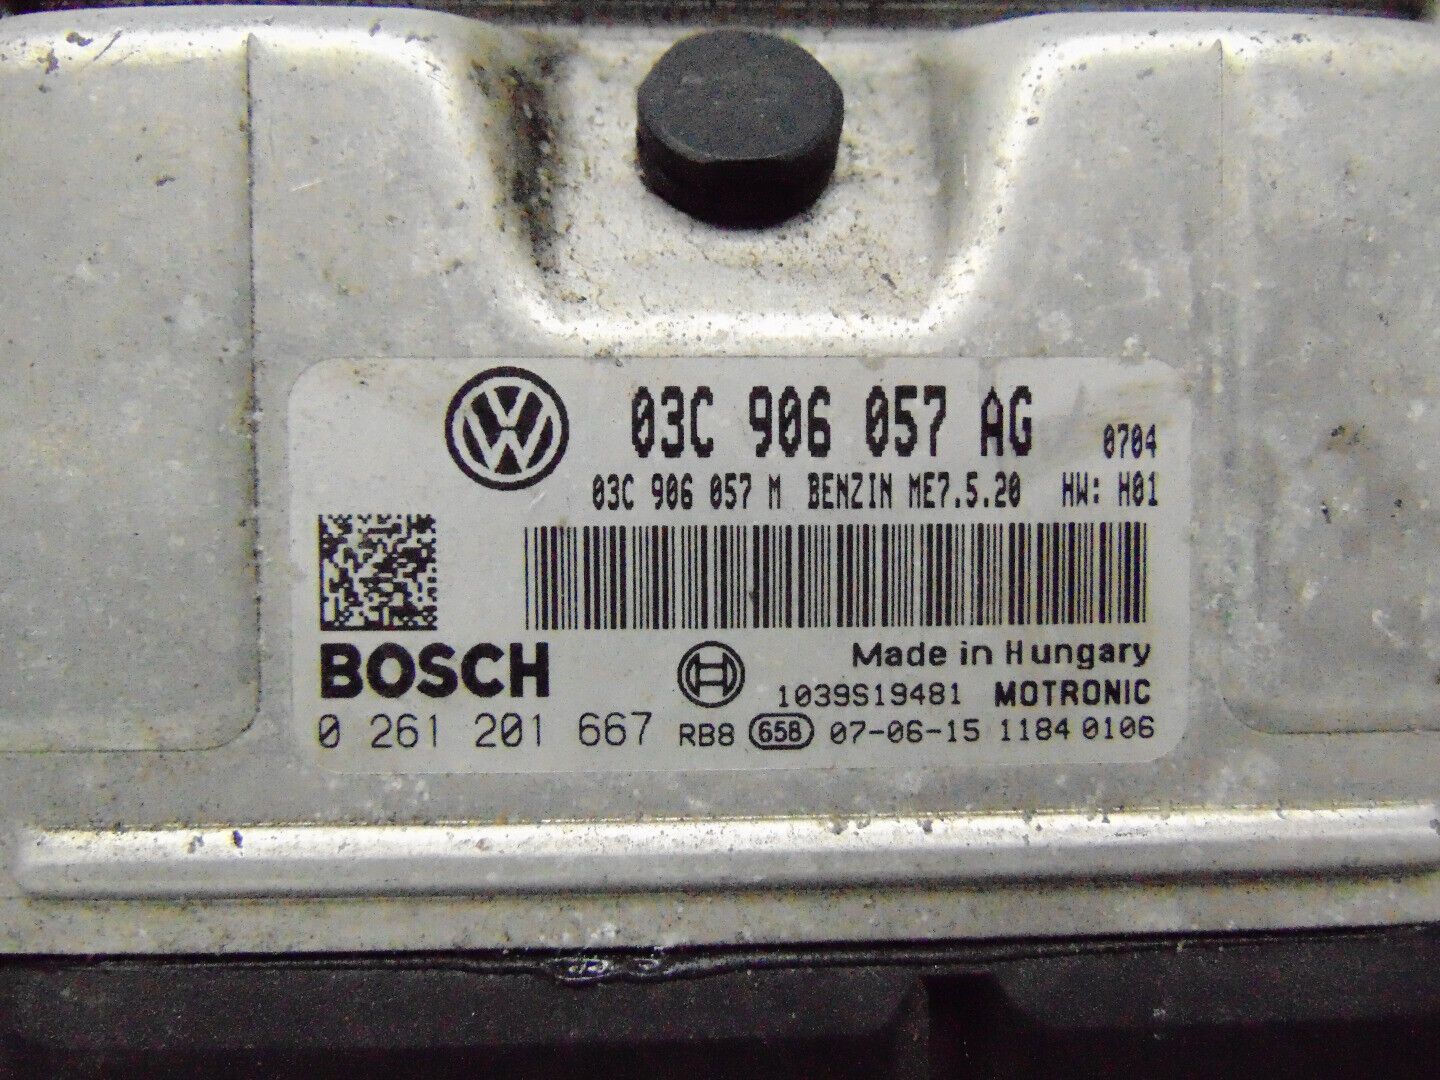 03C 906 057 AG 0704
03C 906 057 M BENZIN ME7.5.20 HW: H01
BOSCH
Made in Hungary
1039S19481 MOTRONIC
0 261 201 667 RB8 658 07-06-15 1184 0106